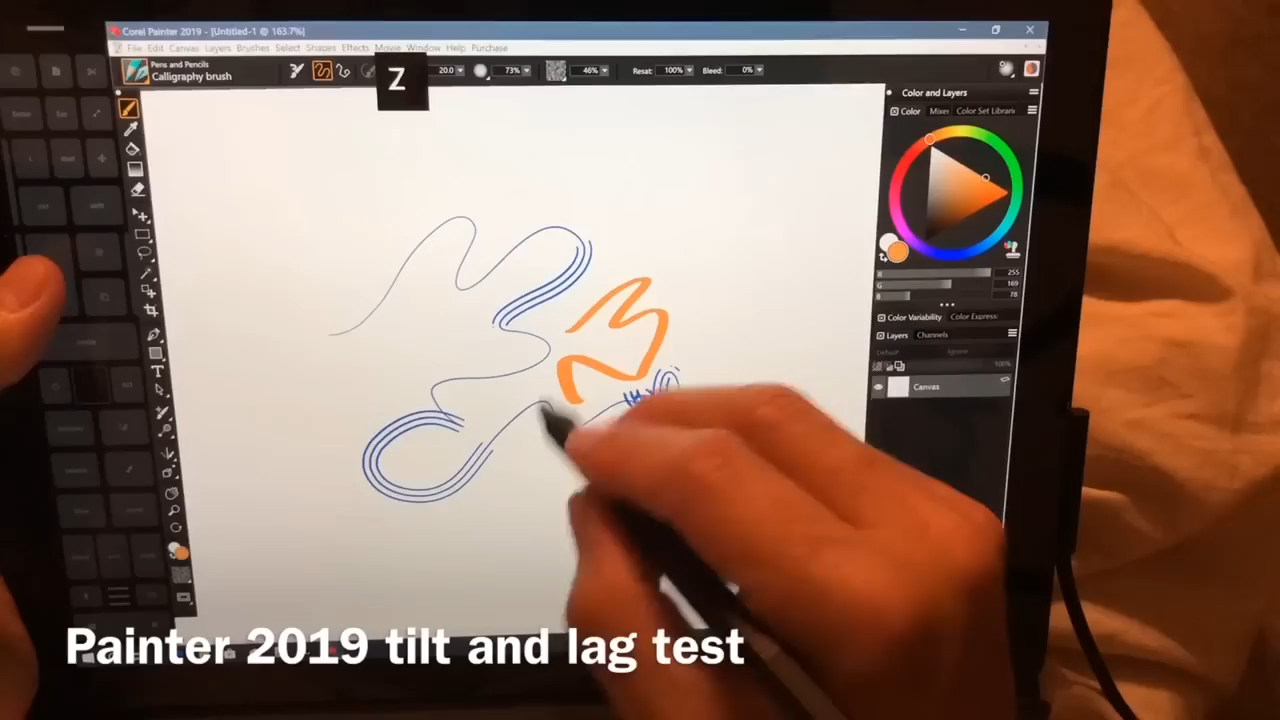 Corel Painter 2019 - [Untitled-1 @ 163.7%]
File Edit Canvas Layers Brushes Select Shapes Effects Movie Window Help Purchase
Pens and Pencils
Calligraphy brush
20.0 73% 46% Resat: 100% Bleed: 0%
Z
Color and Layers
Color Mixer Color Set Librari
R 255
G 169
B 78
Color Variability Color Express
Layers Channels
Default Ignore
100%
Canvas
Painter 2019 tilt and lag test